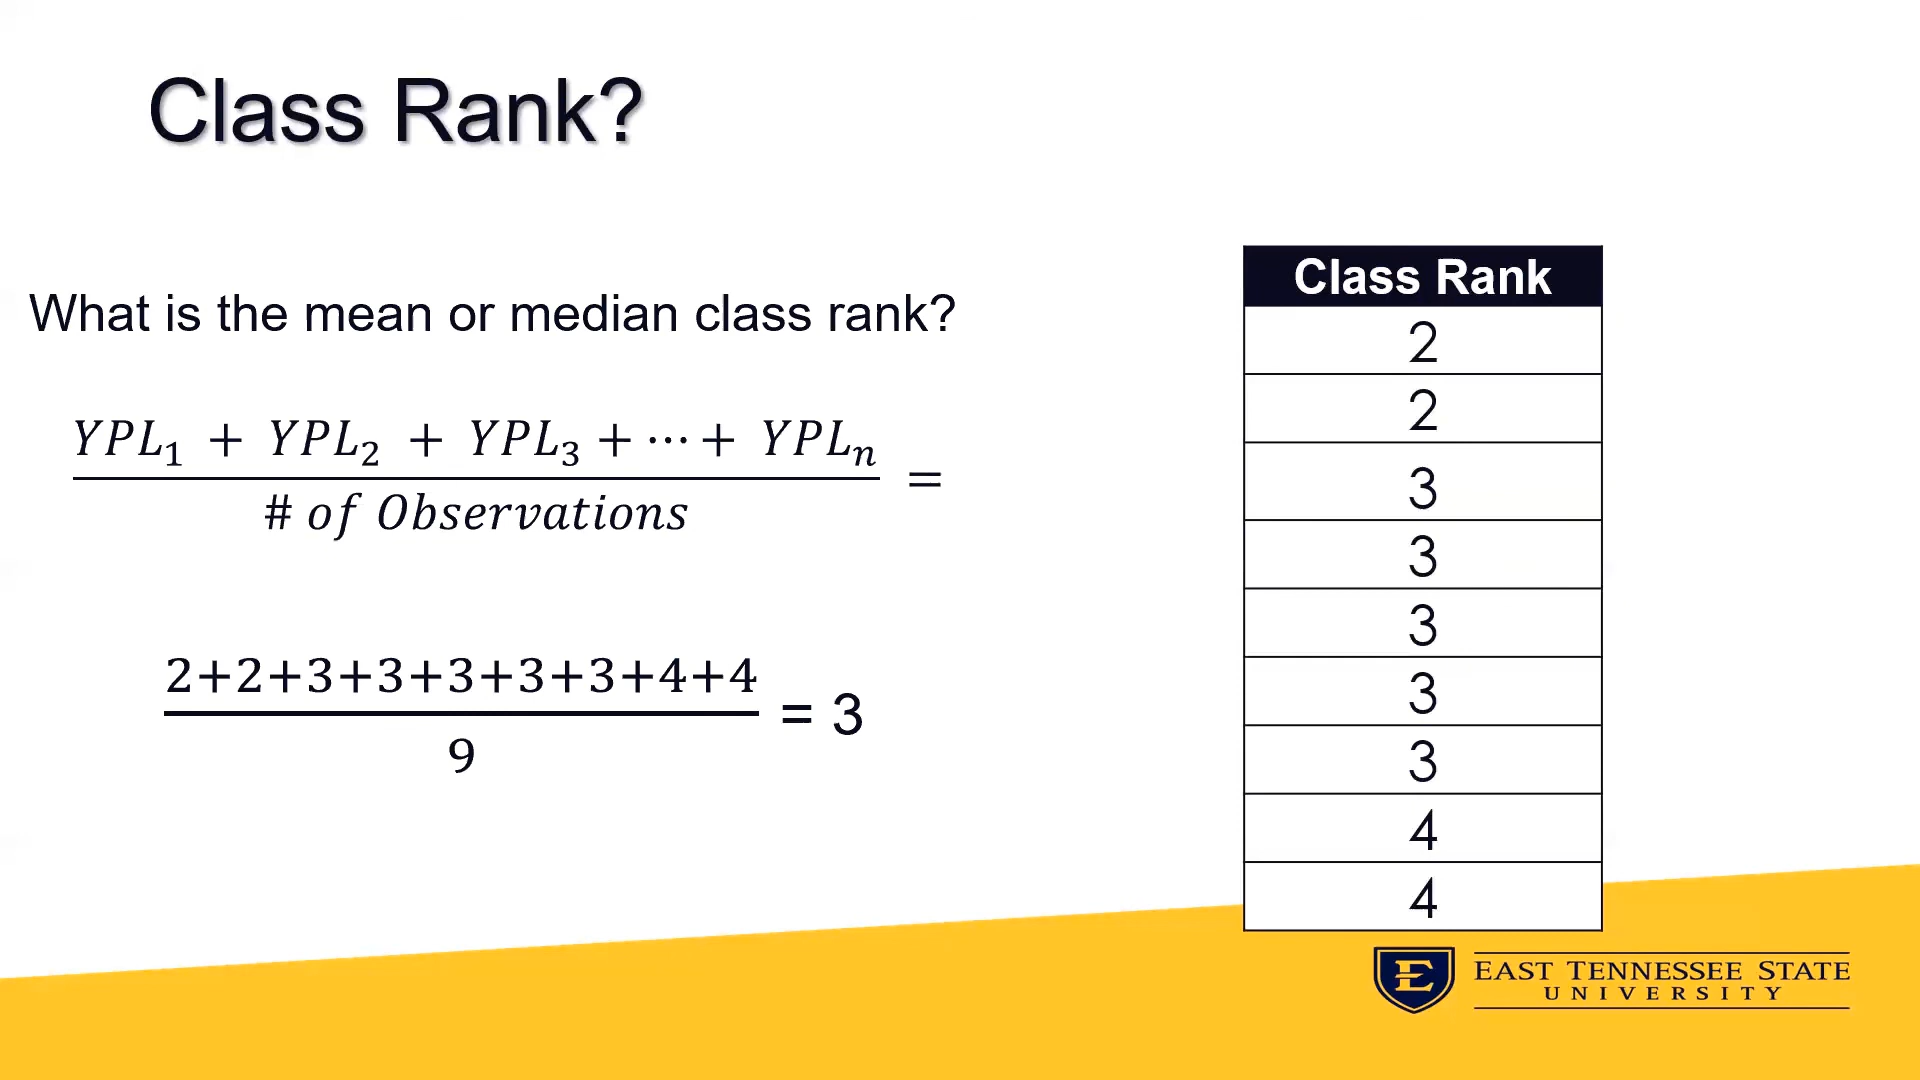 Class Rank?
What is the mean or median class rank?
YPL₁ + YPL₂ + YPL₃ + ⋯ + YPLₙ
# of Observations
=
2+2+3+3+3+3+3+4+4
9
= 3
Class Rank
2
2
3
3
3
3
3
4
4
E
EAST TENNESSEE STATE
UNIVERSITY